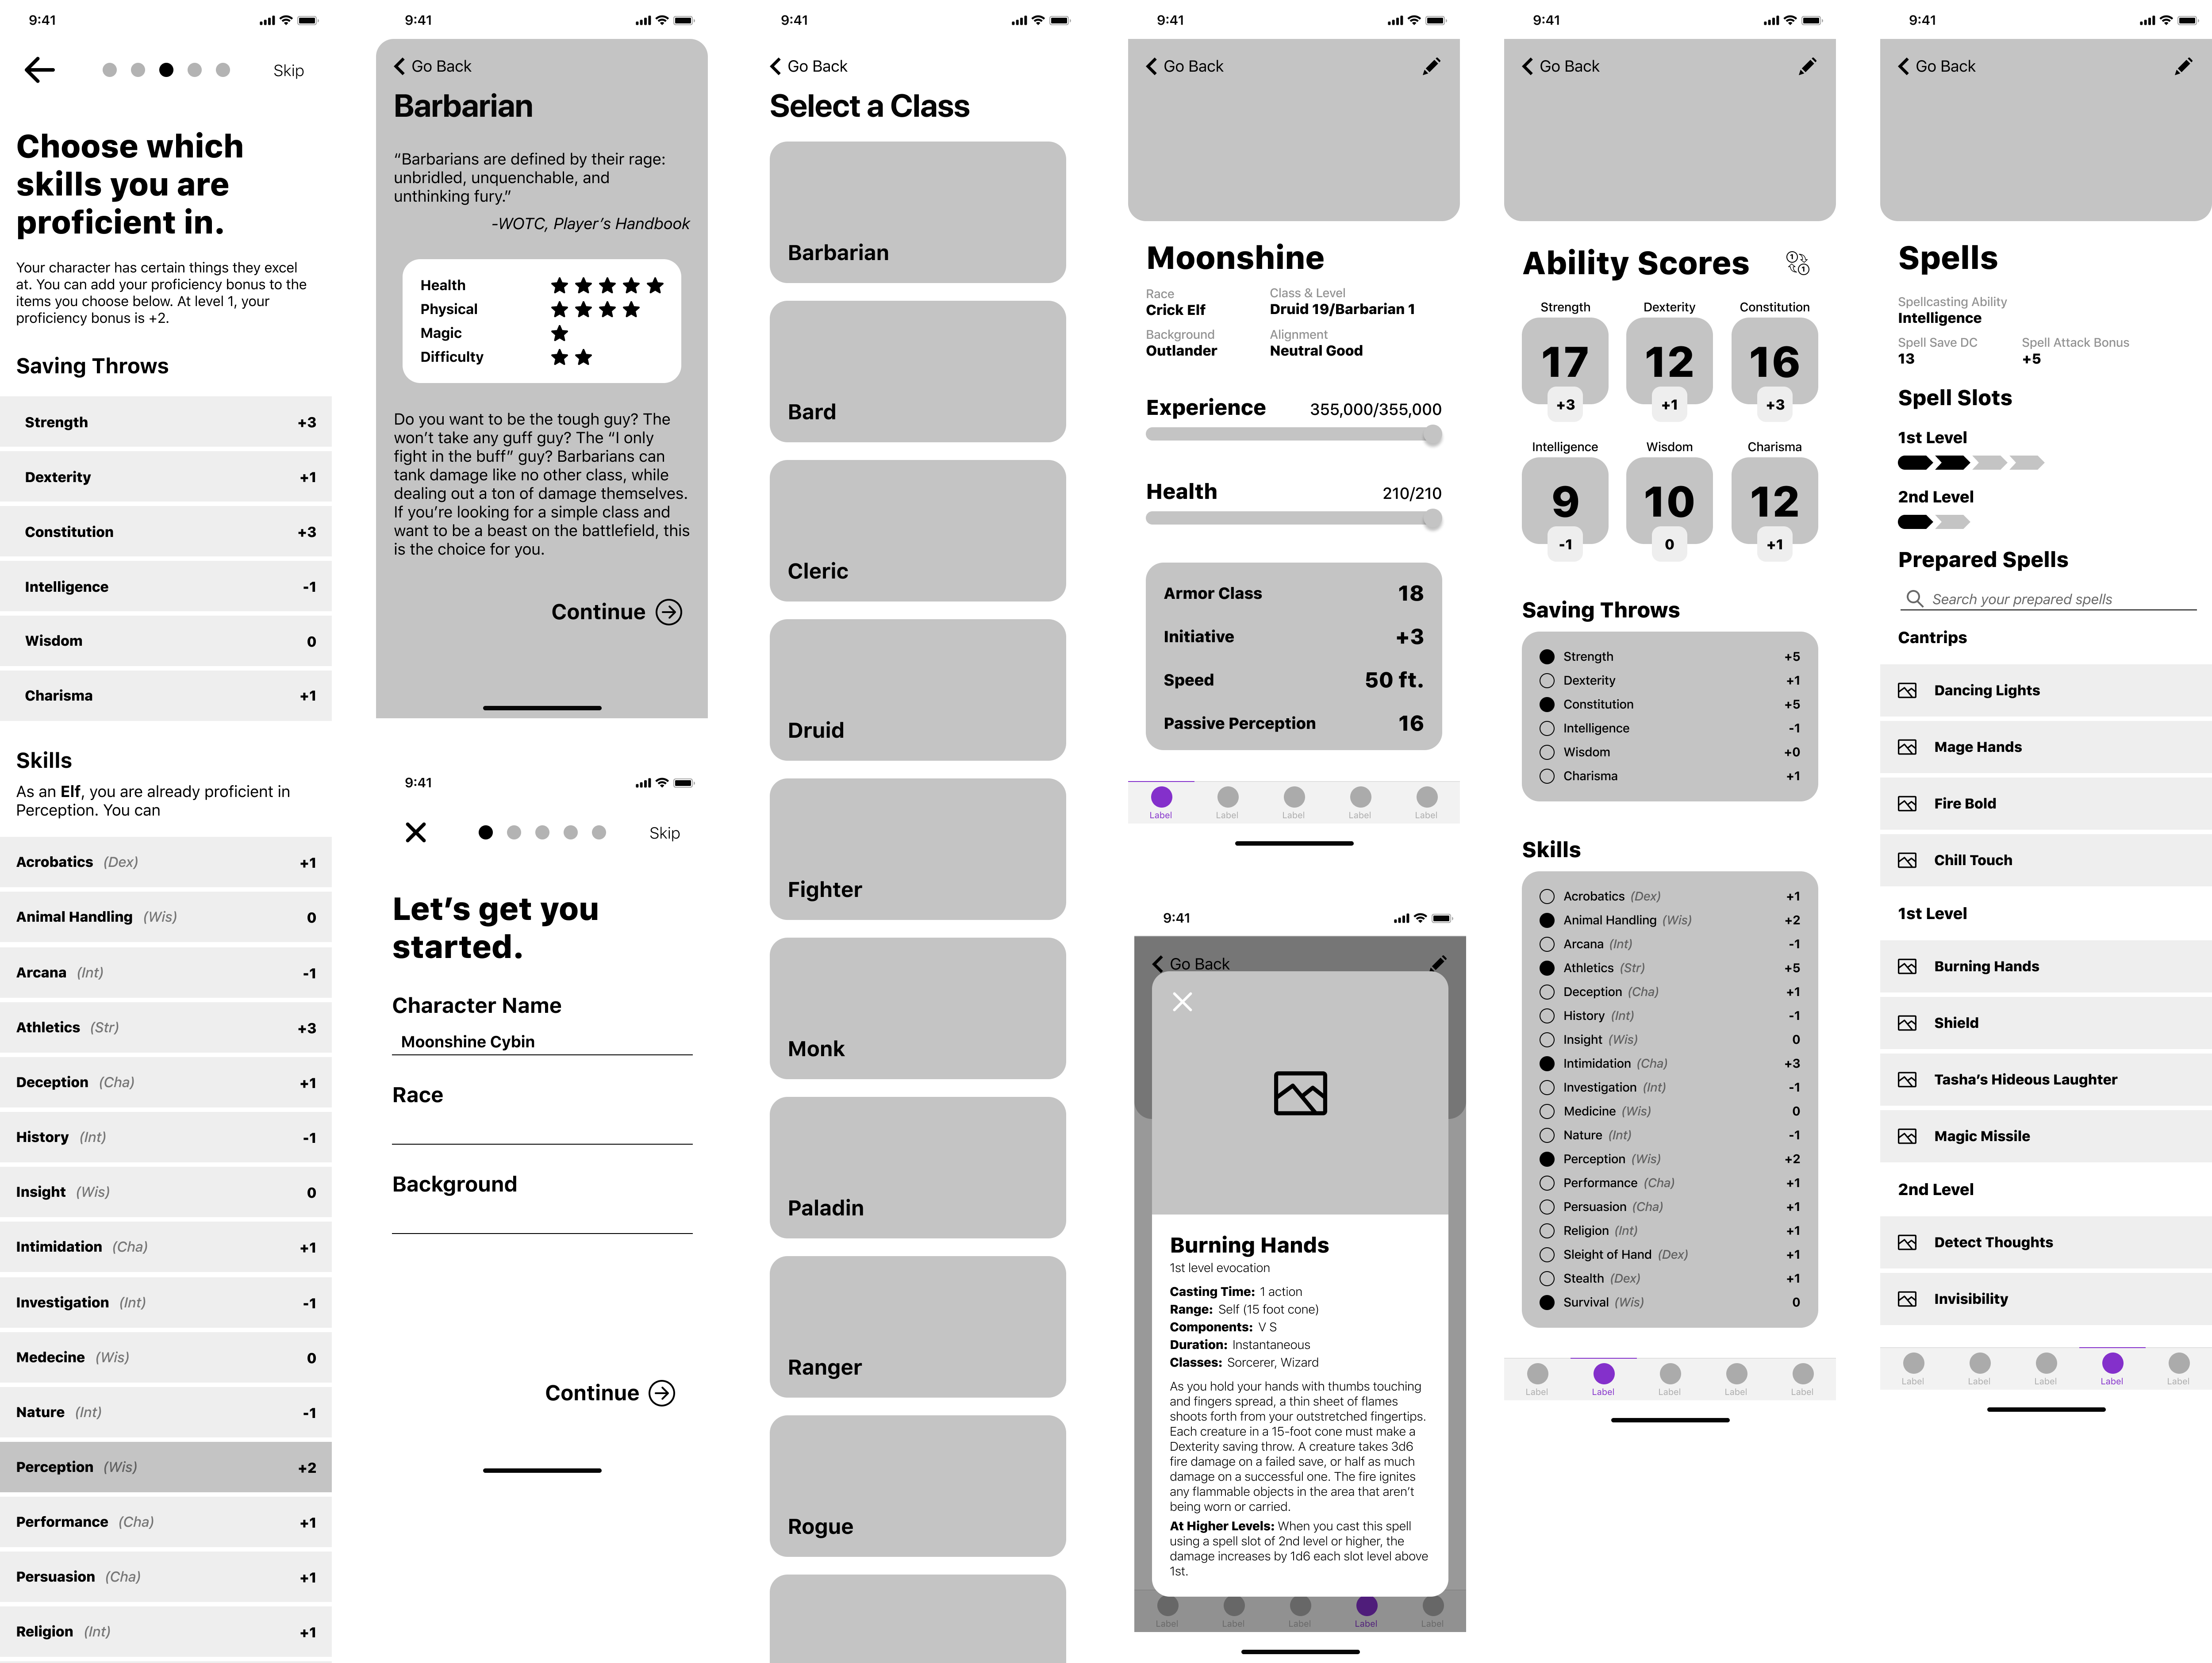 9:41
Skip
Choose which
skills you are
proficient in.
Your character has certain things they excel
at. You can add your proficiency bonus to the
items you choose below. At level 1, your
proficiency bonus is +2.
Saving Throws
Strength +3
Dexterity +1
Constitution +3
Intelligence -1
Wisdom 0
Charisma +1
Skills
As an Elf, you are already proficient in
Perception. You can
Acrobatics (Dex) +1
Animal Handling (Wis) 0
Arcana (Int) -1
Athletics (Str) +3
Deception (Cha) +1
History (Int) -1
Insight (Wis) 0
Intimidation (Cha) +1
Investigation (Int) -1
Medecine (Wis) 0
Nature (Int) -1
Perception (Wis) +2
Performance (Cha) +1
Persuasion (Cha) +1
Religion (Int) +1
9:41
Go Back
Barbarian
“Barbarians are defined by their rage:
unbridled, unquenchable, and
unthinking fury.”
-WOTC, Player’s Handbook
Health
Physical
Magic
Difficulty
Do you want to be the tough guy? The
won’t take any guff guy? The “I only
fight in the buff” guy? Barbarians can
tank damage like no other class, while
dealing out a ton of damage themselves.
If you’re looking for a simple class and
want to be a beast on the battlefield, this
is the choice for you.
Continue
9:41
Skip
Let’s get you
started.
Character Name
Moonshine Cybin
Race
Background
Continue
9:41
Go Back
Select a Class
Barbarian
Bard
Cleric
Druid
Fighter
Monk
Paladin
Ranger
Rogue
9:41
Go Back
Moonshine
Race Class & Level
Crick Elf Druid 19/Barbarian 1
Background Alignment
Outlander Neutral Good
Experience 355,000/355,000
Health 210/210
Armor Class 18
Initiative +3
Speed 50 ft.
Passive Perception 16
Label Label Label Label Label
9:41
Go Back
Burning Hands
1st level evocation
Casting Time: 1 action
Range: Self (15 foot cone)
Components: V S
Duration: Instantaneous
Classes: Sorcerer, Wizard
As you hold your hands with thumbs touching
and fingers spread, a thin sheet of flames
shoots forth from your outstretched fingertips.
Each creature in a 15-foot cone must make a
Dexterity saving throw. A creature takes 3d6
fire damage on a failed save, or half as much
damage on a successful one. The fire ignites
any flammable objects in the area that aren’t
being worn or carried.
At Higher Levels: When you cast this spell
using a spell slot of 2nd level or higher, the
damage increases by 1d6 each slot level above
1st.
Label Label Label Label Label
9:41
Go Back
Ability Scores
1
1
Strength Dexterity Constitution
17 12 16
+3 +1 +3
Intelligence Wisdom Charisma
9 10 12
-1 0 +1
Saving Throws
Strength +5
Dexterity +1
Constitution +5
Intelligence -1
Wisdom +0
Charisma +1
Skills
Acrobatics (Dex) +1
Animal Handling (Wis) +2
Arcana (Int) -1
Athletics (Str) +5
Deception (Cha) +1
History (Int) -1
Insight (Wis) 0
Intimidation (Cha) +3
Investigation (Int) -1
Medicine (Wis) 0
Nature (Int) -1
Perception (Wis) +2
Performance (Cha) +1
Persuasion (Cha) +1
Religion (Int) +1
Sleight of Hand (Dex) +1
Stealth (Dex) +1
Survival (Wis) 0
Label Label Label Label Label
9:41
Go Back
Spells
Spellcasting Ability
Intelligence
Spell Save DC Spell Attack Bonus
13 +5
Spell Slots
1st Level
2nd Level
Prepared Spells
Search your prepared spells
Cantrips
Dancing Lights
Mage Hands
Fire Bold
Chill Touch
1st Level
Burning Hands
Shield
Tasha’s Hideous Laughter
Magic Missile
2nd Level
Detect Thoughts
Invisibility
Label Label Label Label Label